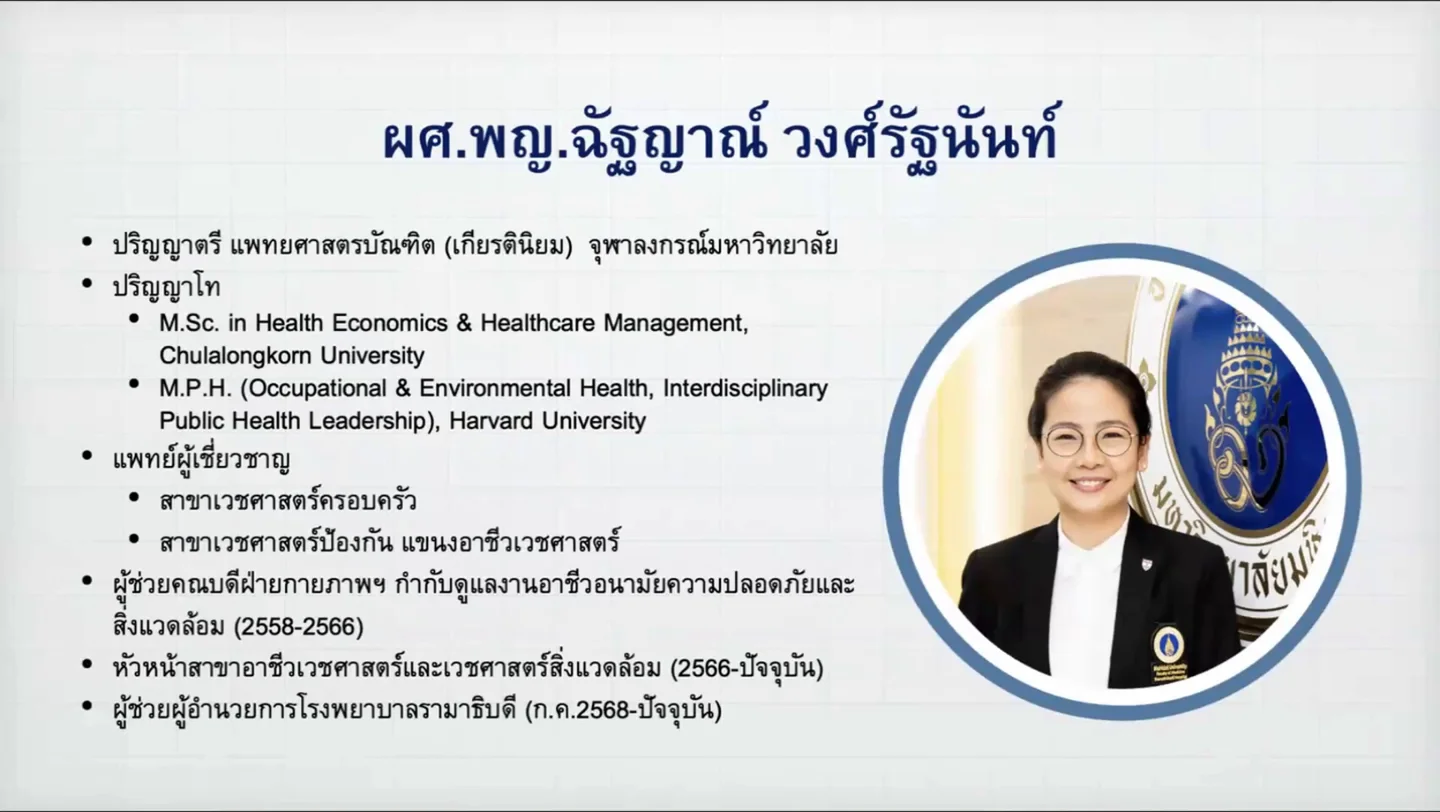 ผศ.พญ.ฉัฐญาณ์ วงศ์รัฐนันท์
• ปริญญาตรี แพทยศาสตรบัณฑิต (เกียรตินิยม) จุฬาลงกรณ์มหาวิทยาลัย
• ปริญญาโท
• M.Sc. in Health Economics & Healthcare Management,
Chulalongkorn University
• M.P.H. (Occupational & Environmental Health, Interdisciplinary
Public Health Leadership), Harvard University
• แพทย์ผู้เชี่ยวชาญ
• สาขาเวชศาสตร์ครอบครัว
• สาขาเวชศาสตร์ป้องกัน แขนงอาชีวเวชศาสตร์
• ผู้ช่วยคณบดีฝ่ายกายภาพฯ กำกับดูแลงานอาชีวอนามัยความปลอดภัยและ
สิ่งแวดล้อม (2558-2566)
• หัวหน้าสาขาอาชีวเวชศาสตร์และเวชศาสตร์สิ่งแวดล้อม (2566-ปัจจุบัน)
• ผู้ช่วยผู้อำนวยการโรงพยาบาลรามาธิบดี (ก.ค.2568-ปัจจุบัน)